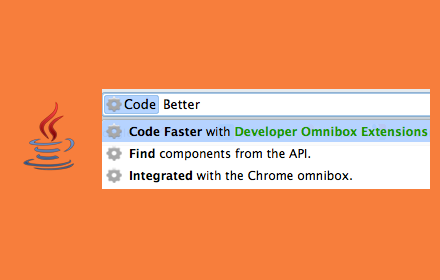 Code Better
Code Faster with Developer Omnibox Extensions
Find components from the API.
Integrated with the Chrome omnibox.